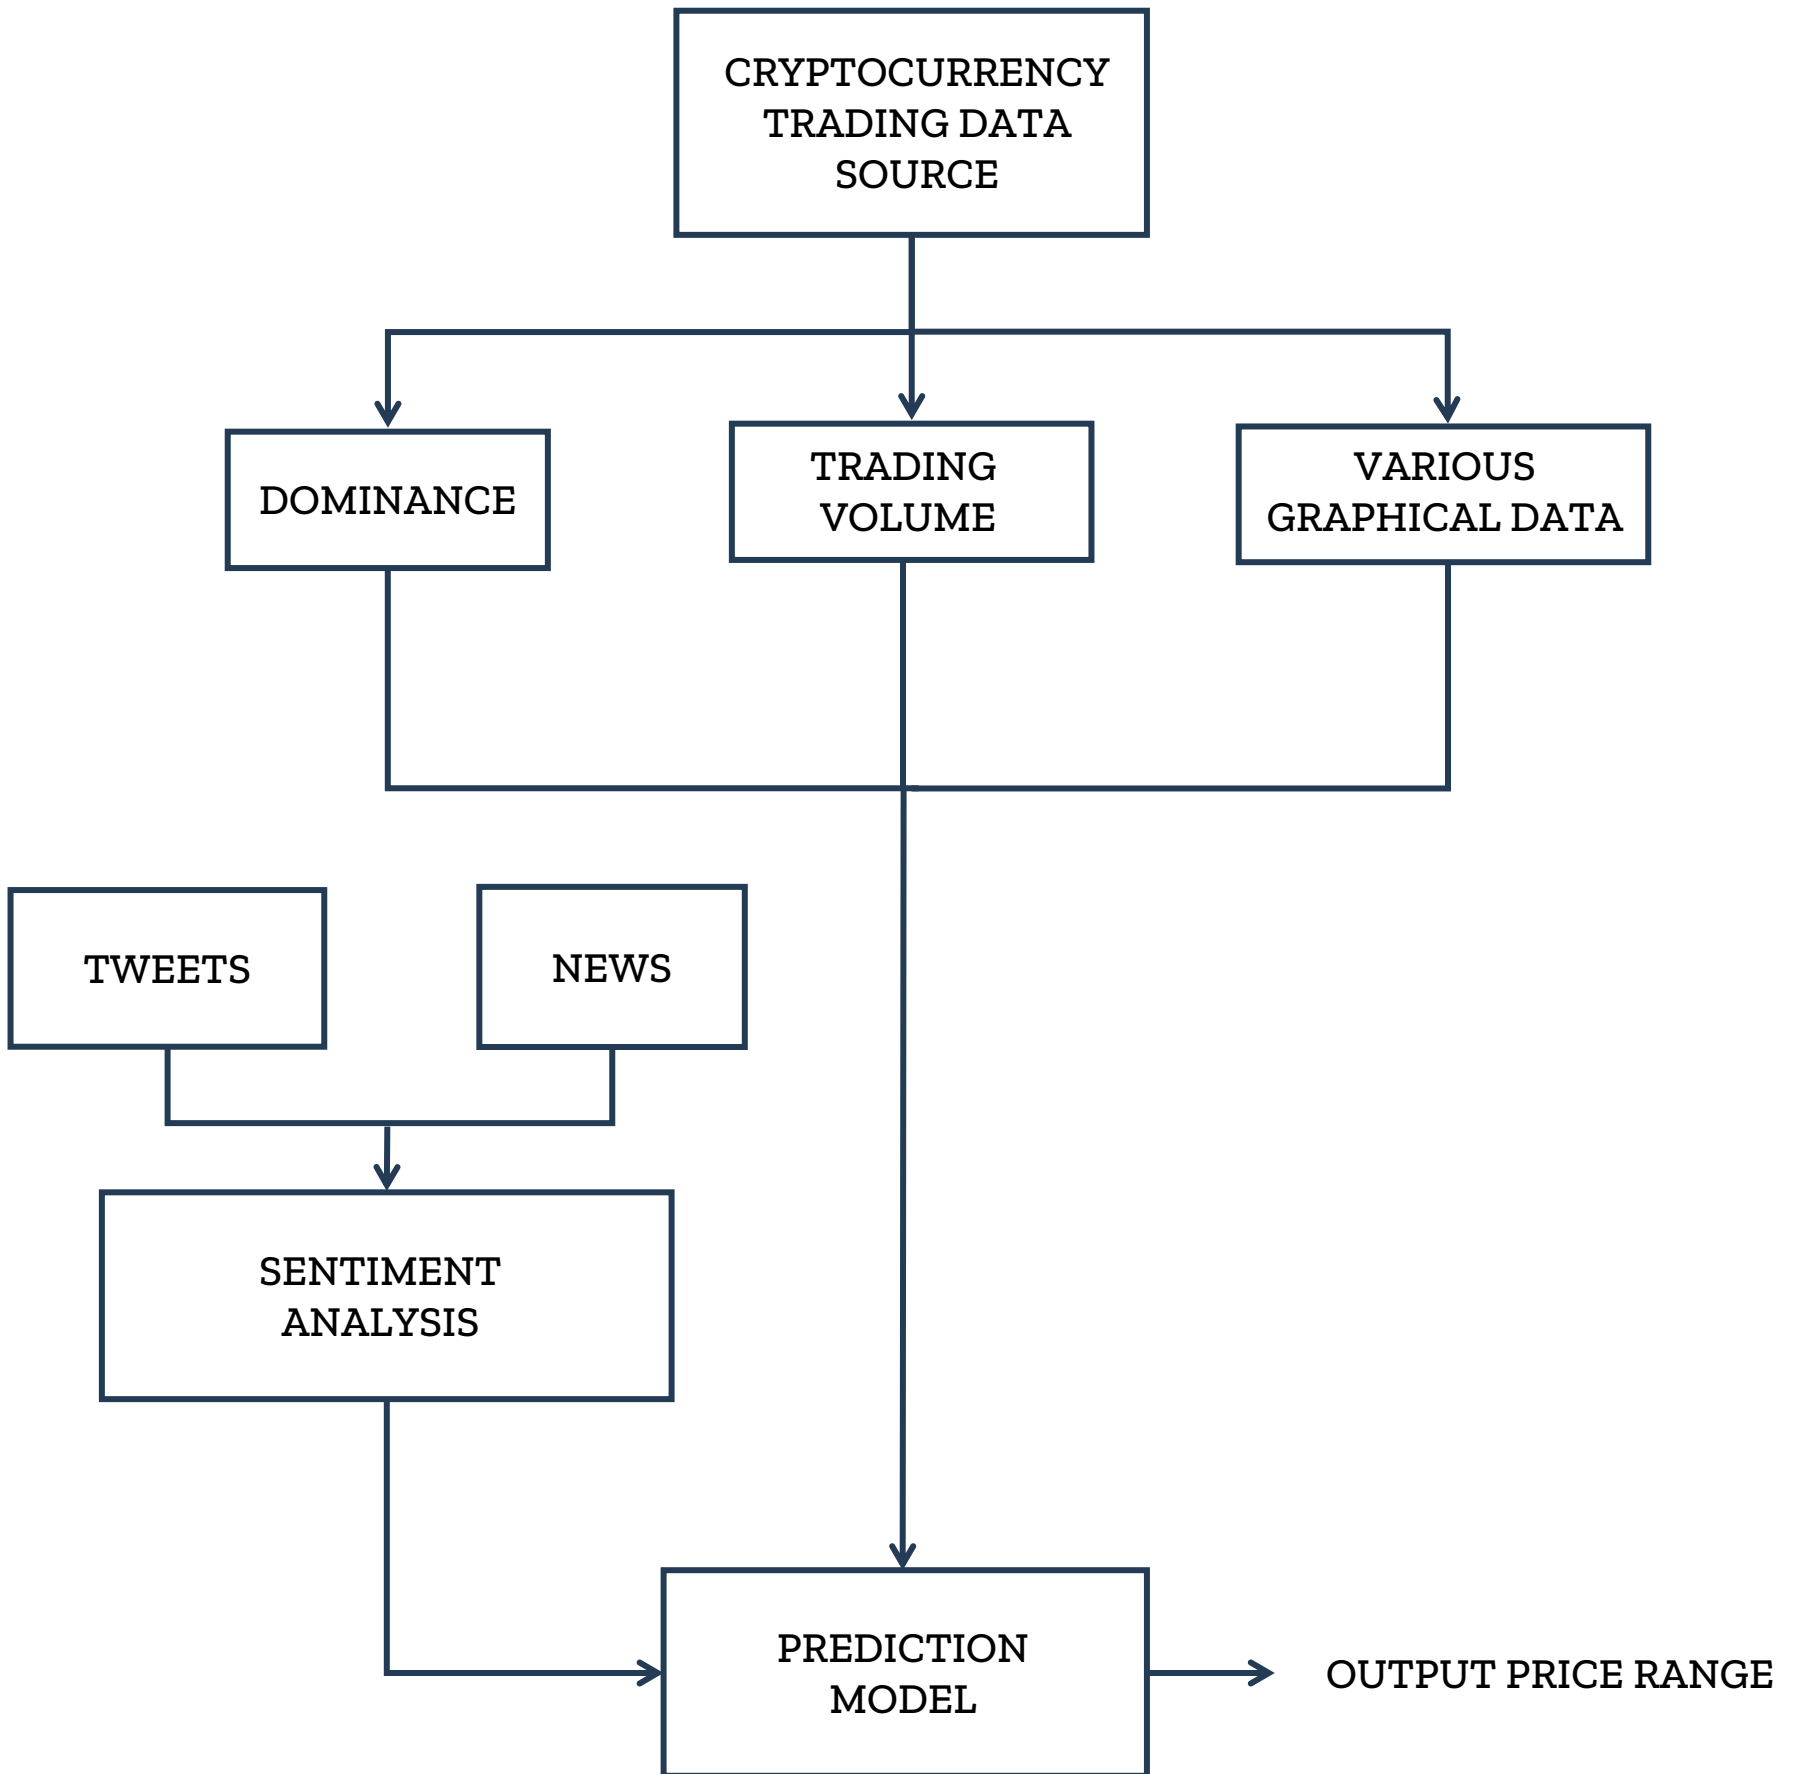 CRYPTOCURRENCY
TRADING DATA
SOURCE
DOMINANCE
TRADING
VOLUME
VARIOUS
GRAPHICAL DATA
TWEETS
NEWS
SENTIMENT
ANALYSIS
PREDICTION
MODEL
OUTPUT PRICE RANGE